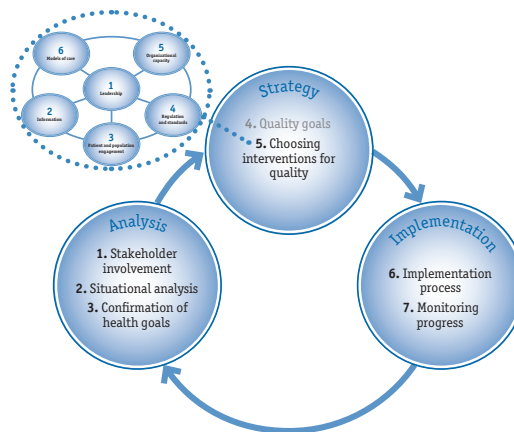 6
Models of care
5
Organizational
capacity
1
Leadership
2
Information
4
Regulation
and standards
3
Patient and population
engagement
Strategy
4. Quality goals
5. Choosing
interventions for
quality
Analysis
1. Stakeholder
involvement
2. Situational analysis
3. Confirmation of
health goals
Implementation
6. Implementation
process
7. Monitoring
progress